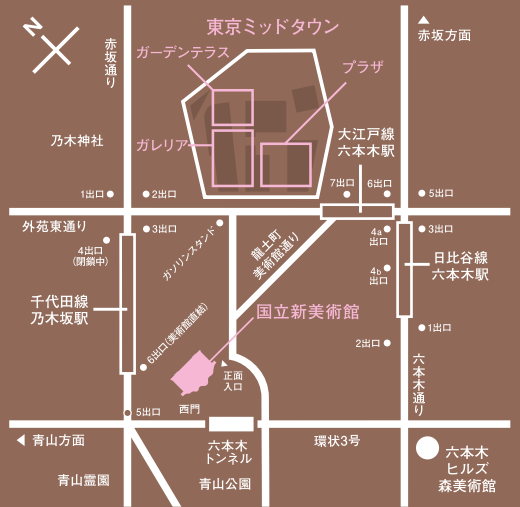 N
東京ミッドタウン
赤坂方面
赤坂通り
ガーデンテラス
プラザ
乃木神社
ガレリア
大江戸線
六本木駅
1出口
2出口
7出口
6出口
5出口
外苑東通り
3出口
4出口
(閉鎖中)
ガソリンスタンド
龍土町
美術館通り
4a
出口
3出口
4b
出口
日比谷線
六本木駅
千代田線
乃木坂駅
国立新美術館
6出口(美術館直結)
1出口
2出口
正面
入口
六本木通り
5出口
西門
青山方面
六本木
トンネル
環状3号
六本木
ヒルズ
森美術館
青山霊園
青山公園